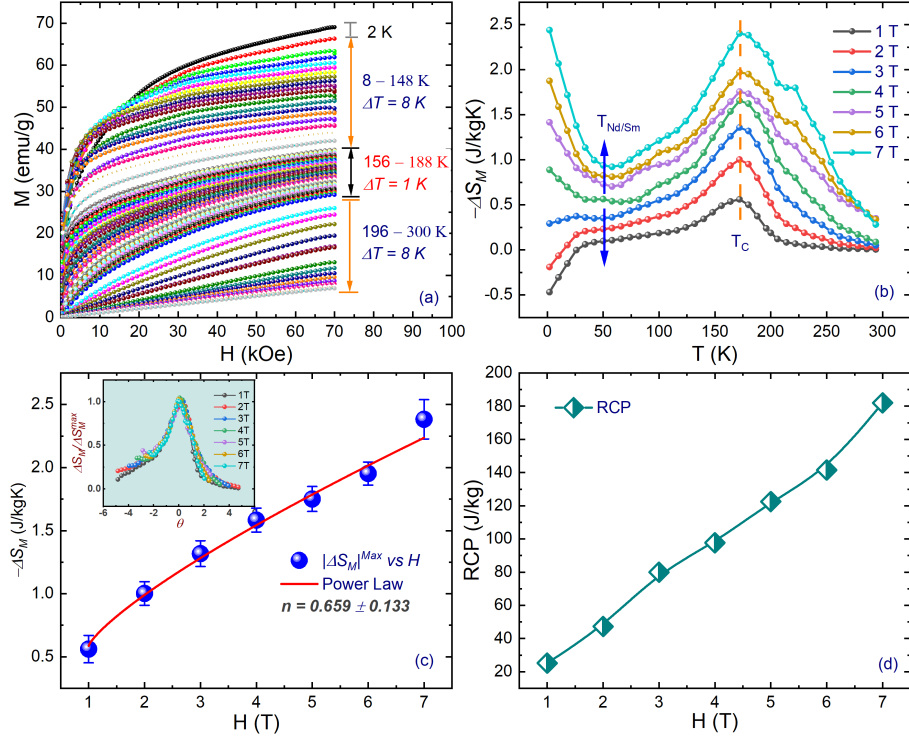 70
60
50
40
30
20
10
0
M (emu/g)
0 10 20 30 40 50 60 70 80 90 100
H (kOe)
2 K
8 – 148 K
ΔT = 8 K
156 – 188 K
ΔT = 1 K
196 – 300 K
ΔT = 8 K
(a)
2.5
2.0
1.5
1.0
0.5
0.0
-0.5
−ΔS_M (J/kgK)
0 50 100 150 200 250 300
T (K)
T_Nd/Sm
T_C
1 T
2 T
3 T
4 T
5 T
6 T
7 T
(b)
2.5
2.0
1.5
1.0
0.5
−ΔS_M (J/kgK)
1 2 3 4 5 6 7
H (T)
1.0
0.5
0.0
ΔS_M/ΔS_M^max
-6 -4 -2 0 2 4 6
θ
1T
2T
3T
4T
5T
6T
7T
|ΔS_M|^Max vs H
Power Law
n = 0.659 ± 0.133
(c)
200
180
160
140
120
100
80
60
40
20
RCP (J/kg)
1 2 3 4 5 6 7
H (T)
RCP
(d)